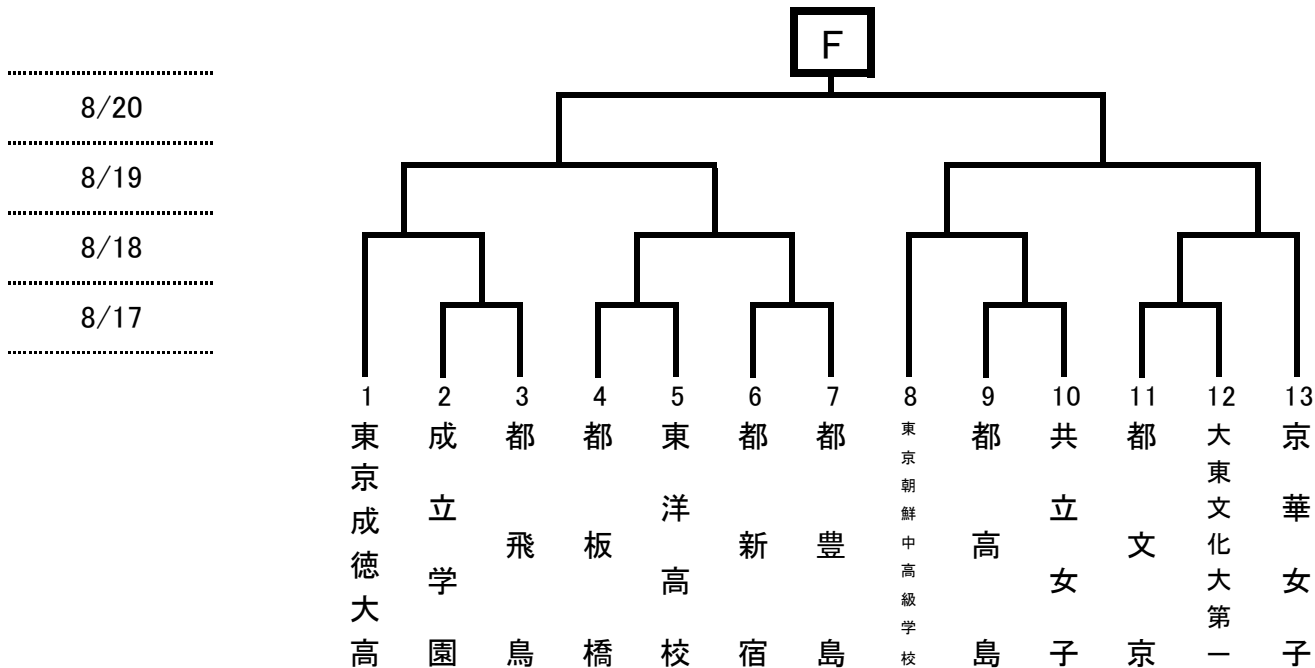 F
8/20
8/19
8/18
8/17
1 2 3 4 5 6 7 8 9 10 11 12 13
東京成徳大高
成立学園
都飛鳥
都板橋
東洋高校
都新宿
都豊島
東京朝鮮中高級学校
都高島
共立女子
都文京
大東文化大第一
京華女子